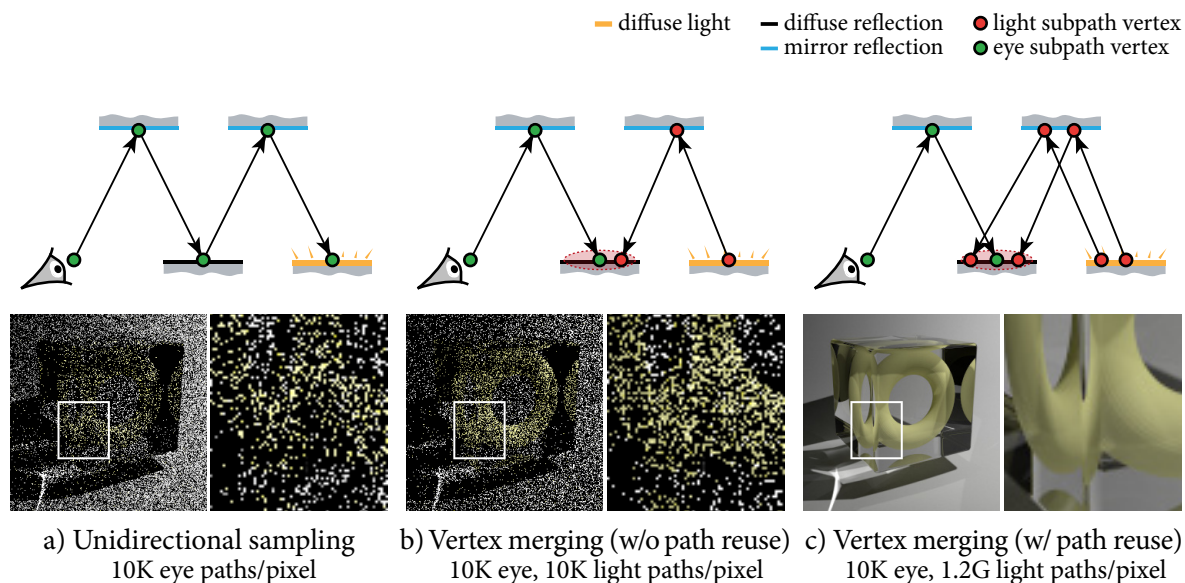 diffuse light
diffuse reflection
light subpath vertex
mirror reflection
eye subpath vertex
a) Unidirectional sampling
10K eye paths/pixel
b) Vertex merging (w/o path reuse)
10K eye, 10K light paths/pixel
c) Vertex merging (w/ path reuse)
10K eye, 1.2G light paths/pixel